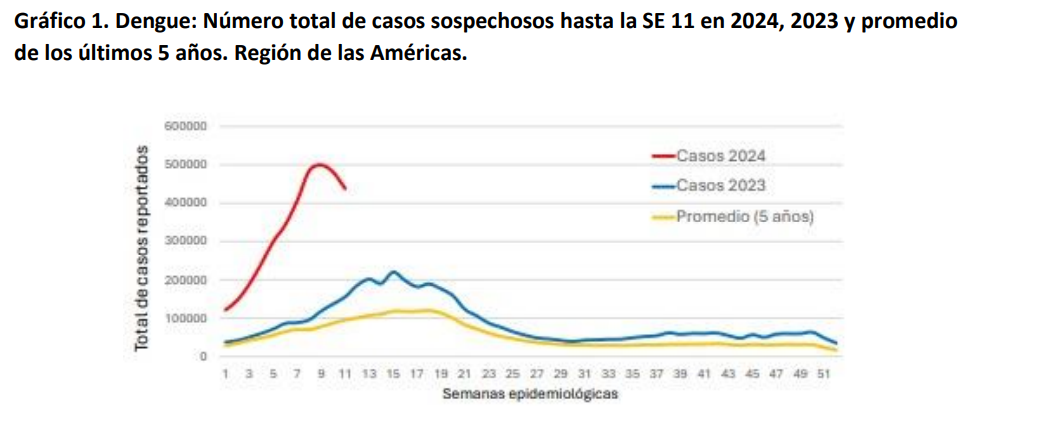 Gráfico 1. Dengue: Número total de casos sospechosos hasta la SE 11 en 2024, 2023 y promedio
de los últimos 5 años. Región de las Américas.
Total de casos reportados
600000
500000
400000
300000
200000
100000
0
Casos 2024
Casos 2023
Promedio (5 años)
1 3 5 7 9 11 13 15 17 19 21 23 25 27 29 31 33 35 37 39 41 43 45 47 49 51
Semanas epidemiológicas